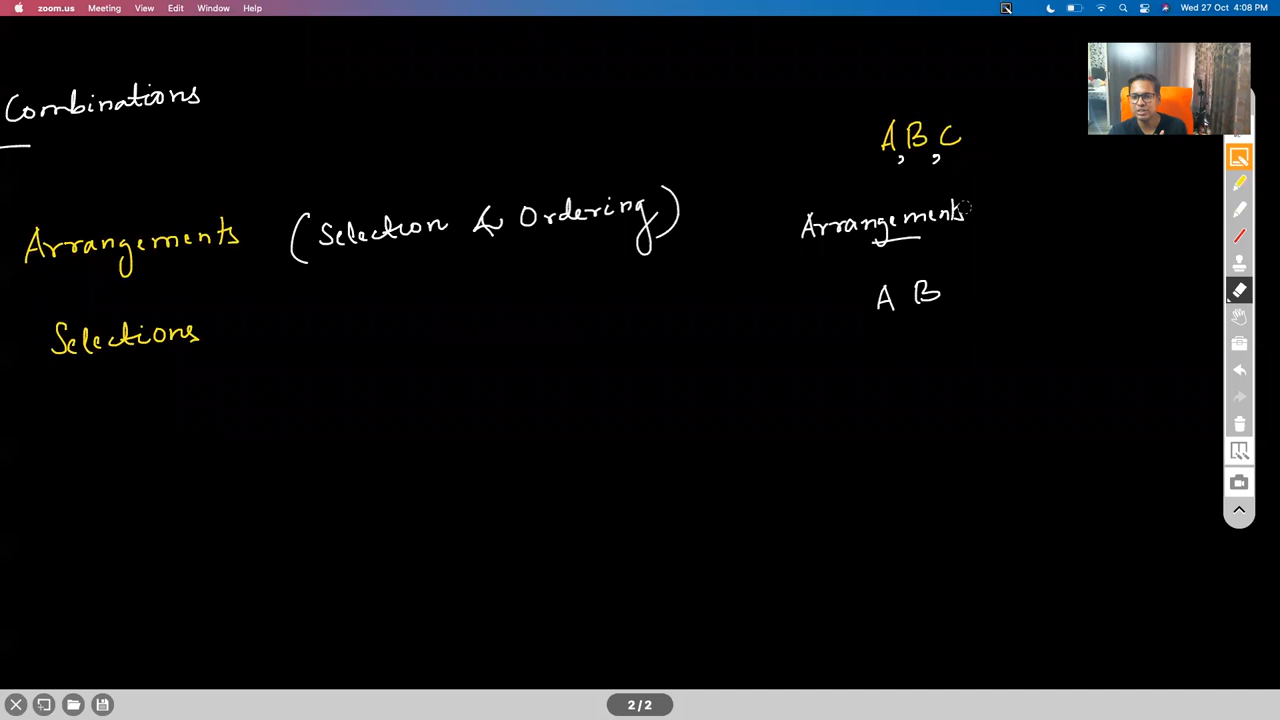 zoom.us Meeting View Edit Window Help Wed 27 Oct 4:08 PM
Combinations
A, B, C
Arrangements (Selection & Ordering)
Arrangements
A B
Selections
2/2